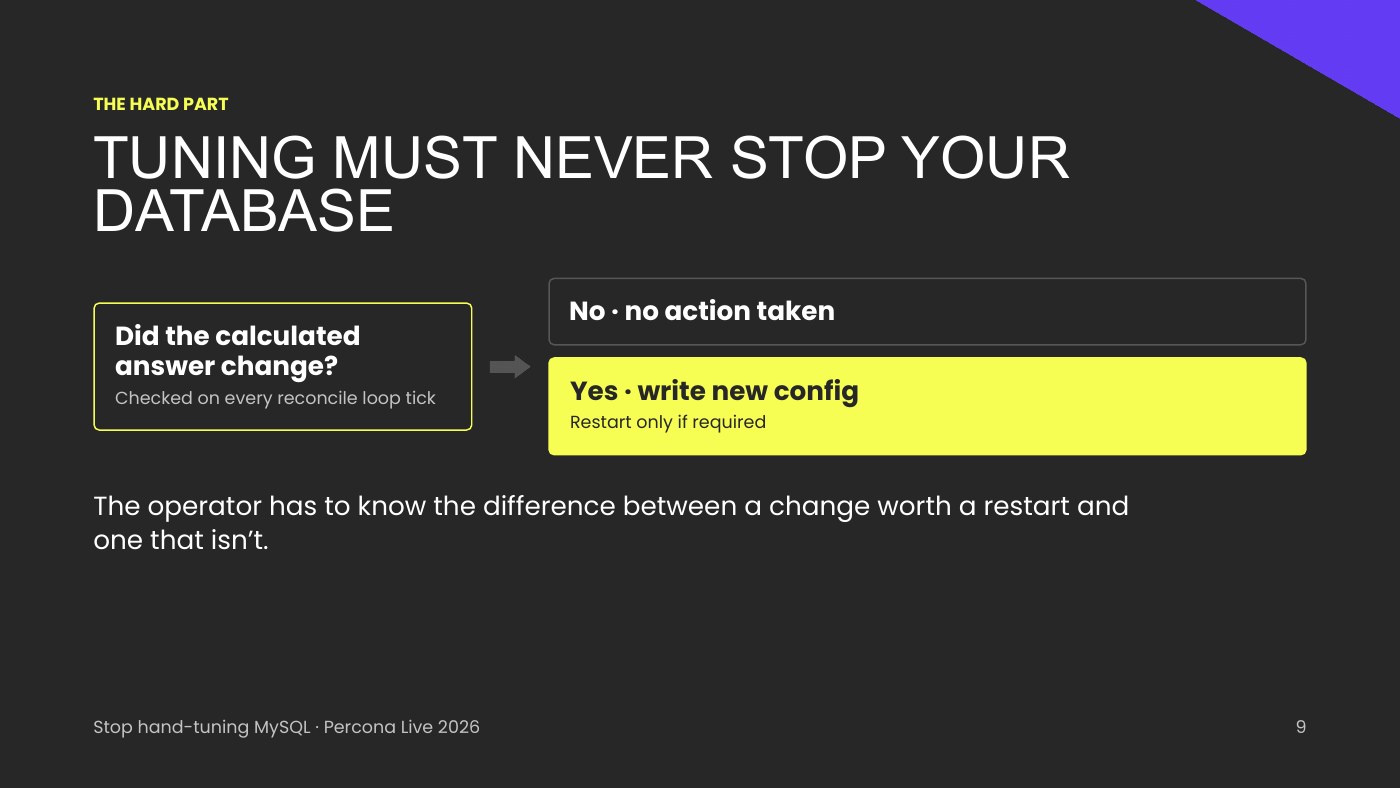 THE HARD PART
TUNING MUST NEVER STOP YOUR
DATABASE
Did the calculated
answer change?
Checked on every reconcile loop tick
No · no action taken
Yes · write new config
Restart only if required
The operator has to know the difference between a change worth a restart and
one that isn’t.
Stop hand-tuning MySQL · Percona Live 2026
9